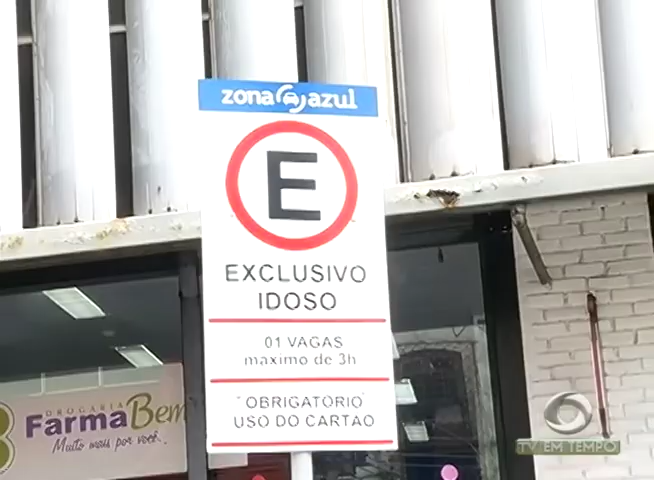 zona azul
E
EXCLUSIVO
IDOSO
01 VAGAS
maximo de 3h
"OBRIGATÓRIO"
USO DO CARTAO
DROGARIA
FarmaBem
Muito mais por você.
TV EM TEMPO